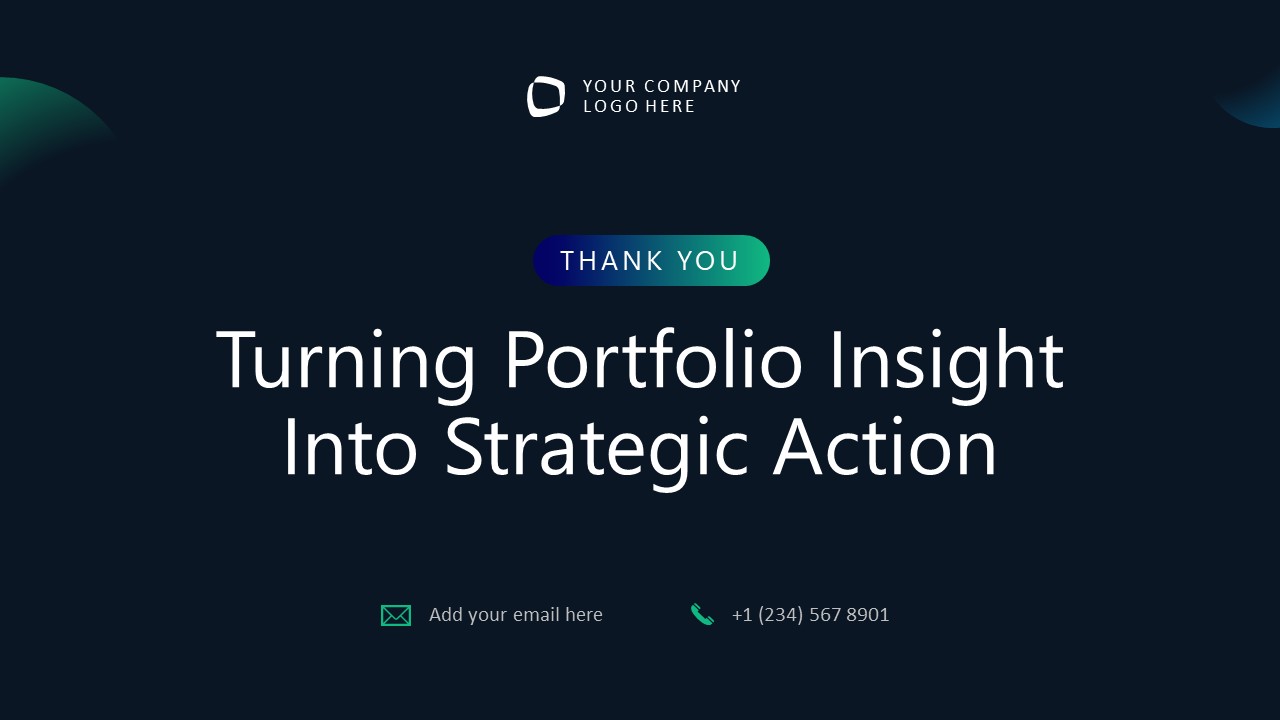 YOUR COMPANY
LOGO HERE
THANK YOU
Turning Portfolio Insight
Into Strategic Action
Add your email here
+1 (234) 567 8901